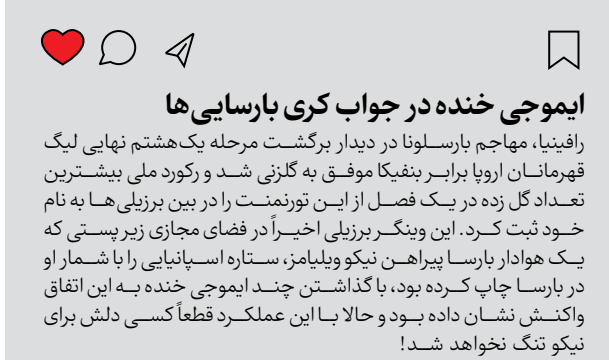 ایموجی خنده در جواب کری بارسایی‌ها
رافینیا، مهاجم بارسلونا در دیدار برگشت مرحله یک‌هشتم نهایی لیگ
قهرمانان اروپا برابر بنفیکا موفق به گلزنی شد و رکورد ملی بیشترین
تعداد گل زده در یک فصل از این تورنمنت را در بین برزیلی‌ها به نام
خود ثبت کرد. این وینگر برزیلی اخیراً در فضای مجازی زیر پستی که
یک هوادار بارسا پیراهن نیکو ویلیامز، ستاره اسپانیایی را با شمار او
در بارسا چاپ کرده بود، با گذاشتن چند ایموجی خنده به این اتفاق
واکنش نشان داده بود و حالا با این عملکرد قطعاً کسی دلش برای
نیکو تنگ نخواهد شد!